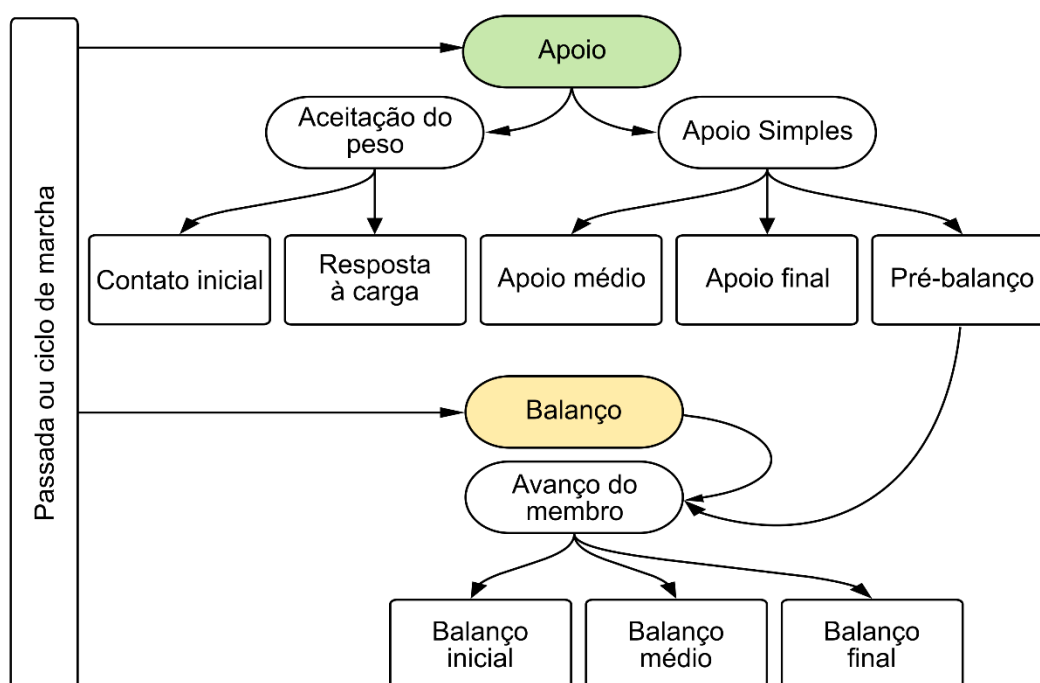 Passada ou ciclo de marcha
Apoio
Aceitação do
peso
Apoio Simples
Contato inicial
Resposta
à carga
Apoio médio
Apoio final
Pré-balanço
Balanço
Avanço do
membro
Balanço
inicial
Balanço
médio
Balanço
final